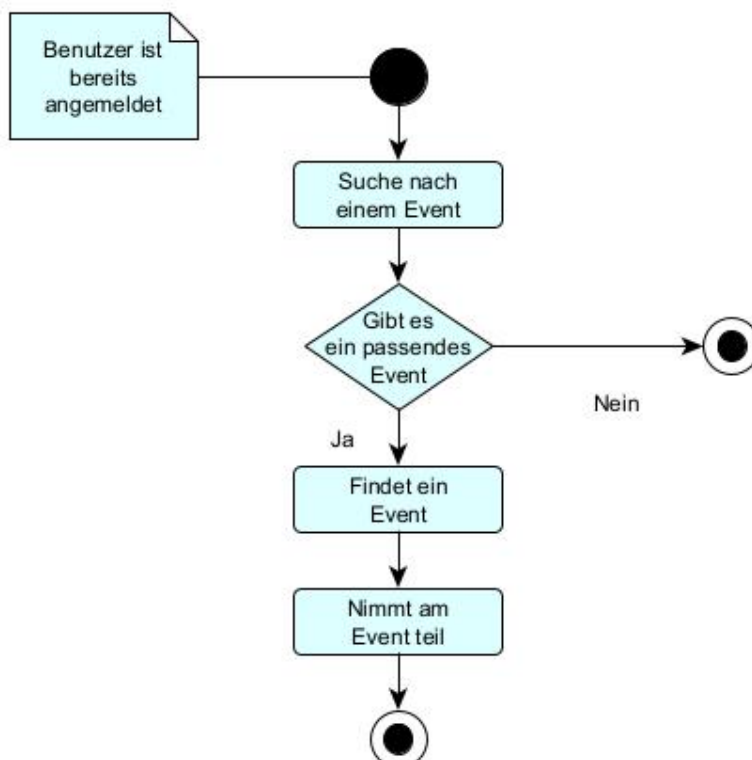 Benutzer ist
bereits
angemeldet
Suche nach
einem Event
Gibt es
ein passendes
Event
Nein
Ja
Findet ein
Event
Nimmt am
Event teil